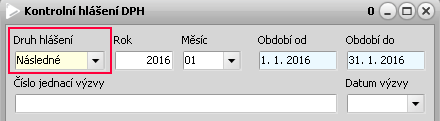 Kontrolní hlášení DPH 0
Druh hlášení Rok Měsíc Období od Období do
Následné 2016 01 1. 1. 2016 31. 1. 2016
Číslo jednací výzvy Datum výzvy